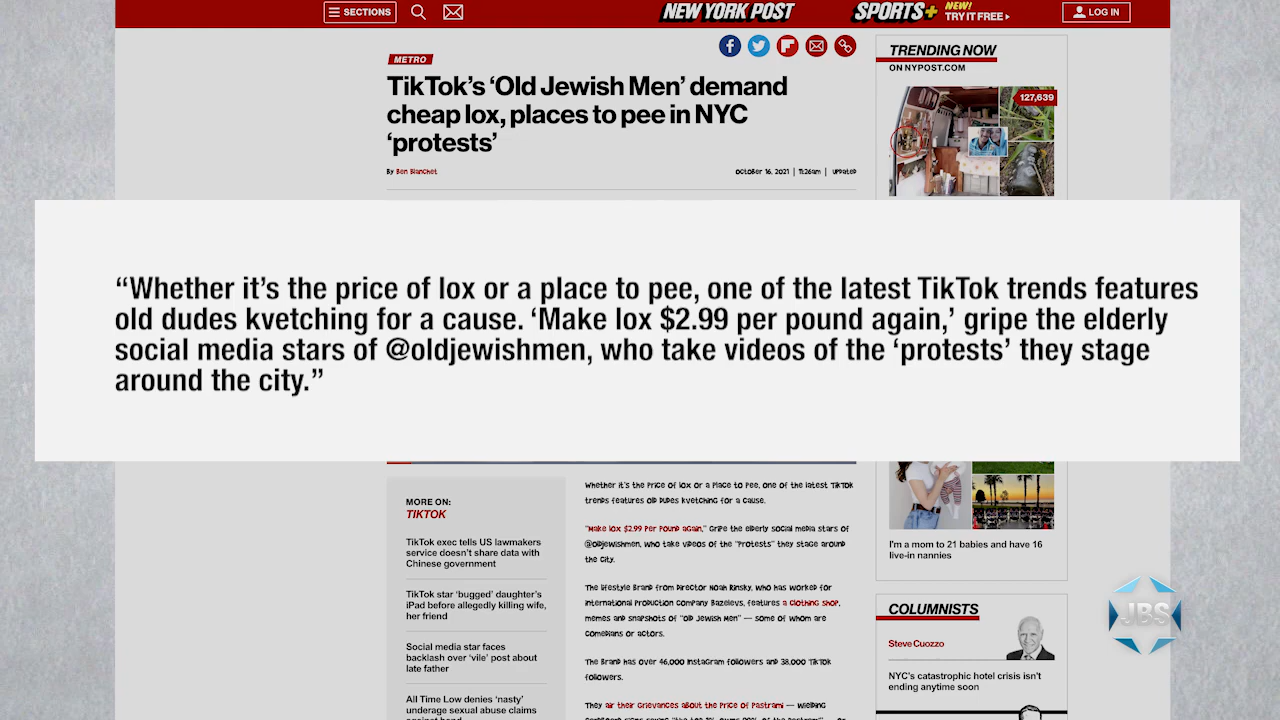 SECTIONS
NEW YORK POST
SPORTS+
NEW!
TRY IT FREE
LOG IN
METRO
TikTok's 'Old Jewish Men' demand
cheap lox, places to pee in NYC
'protests'
By Ben Blanchet
October 16, 2021 | 11:26am | Updated
TRENDING NOW
ON NYPOST.COM
127,639
“Whether it’s the price of lox or a place to pee, one of the latest TikTok trends features
old dudes kvetching for a cause. ‘Make lox $2.99 per pound again,’ gripe the elderly
social media stars of @oldjewishmen, who take videos of the ‘protests’ they stage
around the city.”
MORE ON:
TIKTOK
TikTok exec tells US lawmakers
service doesn't share data with
Chinese government
TikTok star 'bugged' daughter's
iPad before allegedly killing wife,
her friend
Social media star faces
backlash over 'vile' post about
late father
All Time Low denies 'nasty'
underage sexual abuse claims
Whether it's the price of lox or a place to pee, one of the latest TikTok
trends features old dudes kvetching for a cause.
"Make lox $2.99 per pound again," gripe the elderly social media stars of
@oldjewishmen, who take videos of the "protests" they stage around
the city.
The lifestyle brand from director Noah Rinsky, who has worked for
international production company Bazelevs, features a clothing shop,
memes and snapshots of "Old Jewish Men" — some of whom are
comedians or actors.
The brand has over 46,000 Instagram followers and 38,000 TikTok
followers.
They air their grievances about the price of pastrami — wielding
I'm a mom to 21 babies and have 16
live-in nannies
COLUMNISTS
Steve Cuozzo
NYC's catastrophic hotel crisis isn't
ending anytime soon
JBS